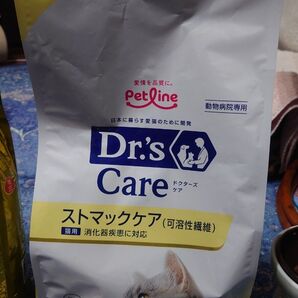 愛情を品質に。
Petline
動物病院専用
日本に暮らす愛猫のために開発
Dr.'s
Care
ドクターズ
ケア
ストマックケア(可溶性繊維)
猫用 消化器疾患に対応